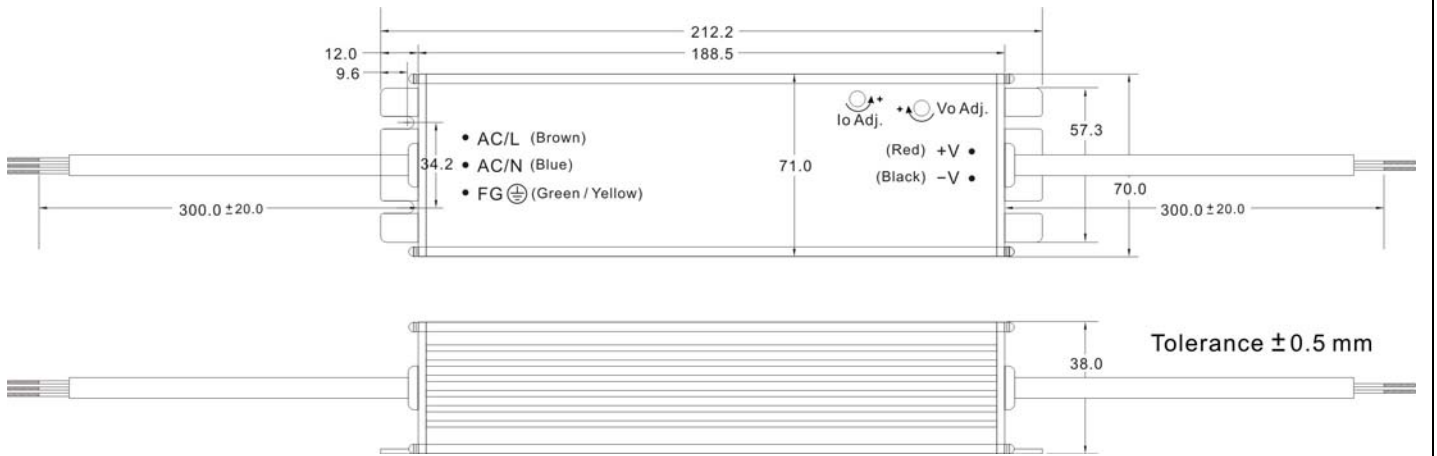 212.2
12.0
188.5
9.6
Io Adj.
Vo Adj.
+
+
57.3
AC/L (Brown)
34.2
AC/N (Blue)
71.0
(Red) +V
(Black) −V
FG (Green / Yellow)
70.0
300.0 ±20.0
300.0 ±20.0
Tolerance ±0.5 mm
38.0